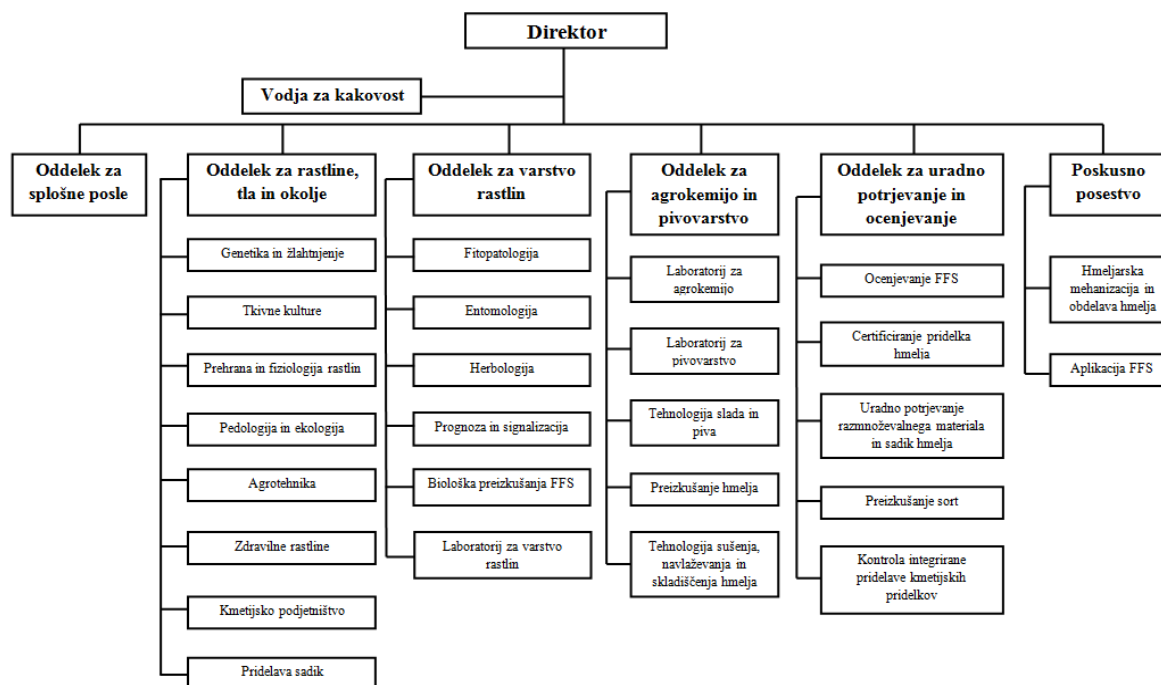 Direktor
Vodja za kakovost
Oddelek za
splošne posle
Oddelek za rastline,
tla in okolje
Genetika in žlahtnjenje
Tkivne kulture
Prehrana in fiziologija rastlin
Pedologija in ekologija
Agrotehnika
Zdravilne rastline
Kmetijsko podjetništvo
Pridelava sadik
Oddelek za varstvo
rastlin
Fitopatologija
Entomologija
Herbologija
Prognoza in signalizacija
Biološka preizkušanja FFS
Laboratorij za varstvo
rastlin
Oddelek za
agrokemijo in
pivovarstvo
Laboratorij za
agrokemijo
Laboratorij za
pivovarstvo
Tehnologija slada in
piva
Preizkušanje hmelja
Tehnologija sušenja,
navlaževanja in
skladiščenja hmelja
Oddelek za uradno
potrjevanje in
ocenjevanje
Ocenjevanje FFS
Certificiranje pridelka
hmelja
Uradno potrjevanje
razmnoževalnega materiala
in sadik hmelja
Preizkušanje sort
Kontrola integrirane
pridelave kmetijskih
pridelkov
Poskusno
posestvo
Hmeljarska
mehanizacija in
obdelava hmelja
Aplikacija FFS